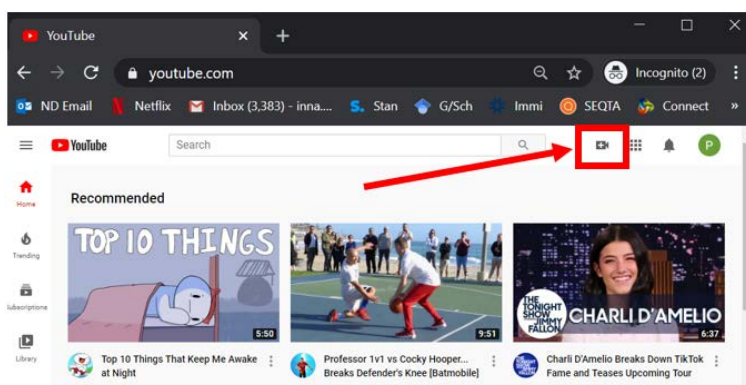 YouTube
youtube.com
Incognito (2)
ND Email
Netflix
Inbox (3,383) - inna....
Stan
G/Sch
Immi
SEQTA
Connect
»
YouTube
Search
P
Home
Trending
Subscriptions
Library
Recommended
TOP 10 THINGS
5:50
Top 10 Things That Keep Me Awake
at Night
9:51
Professor 1v1 vs Cocky Hooper...
Breaks Defender's Knee [Batmobile]
THE
TONIGHT
SHOW
JIMMY
FALLON
CHARLI D'AMELIO
6:37
Charli D'Amelio Breaks Down TikTok
Fame and Teases Upcoming Tour